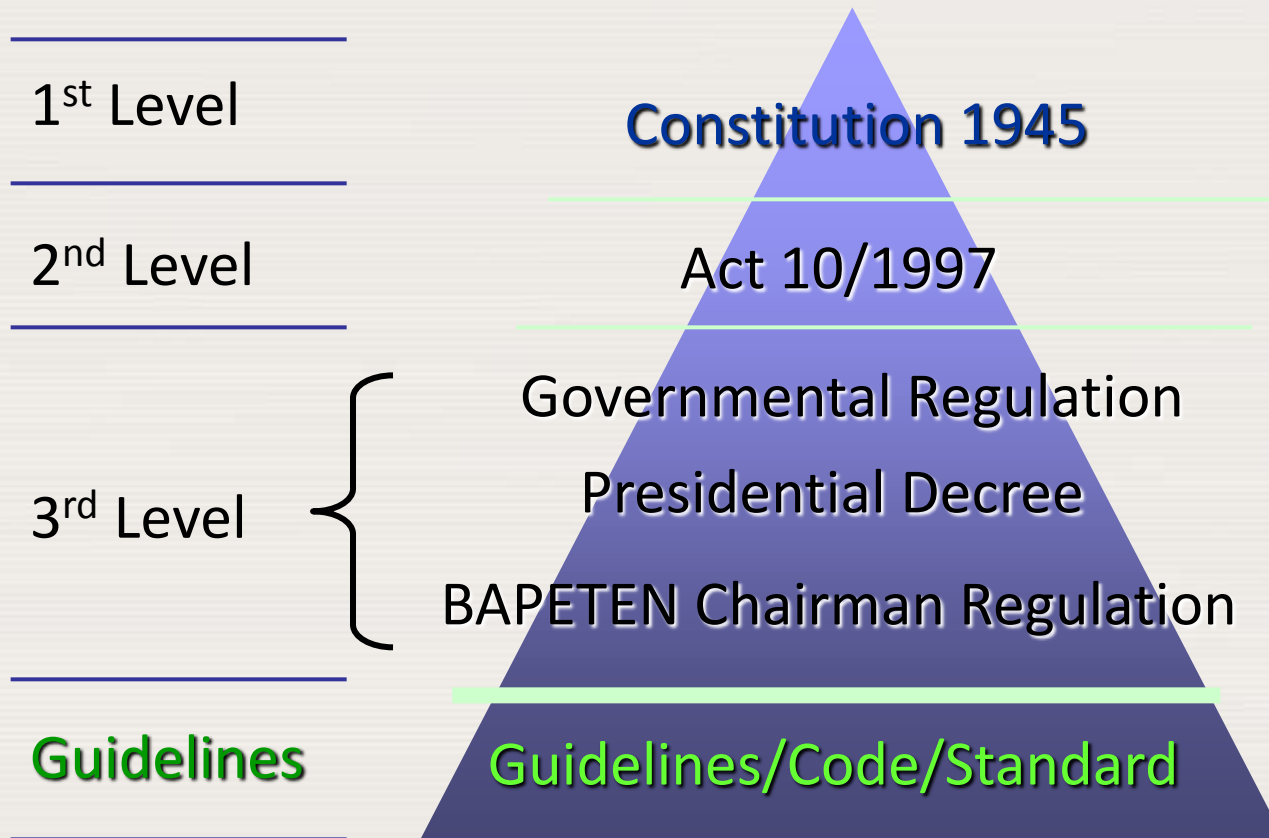 1st Level
Constitution 1945
2nd Level
Act 10/1997
Governmental Regulation
Presidential Decree
3rd Level
BAPETEN Chairman Regulation
Guidelines
Guidelines/Code/Standard